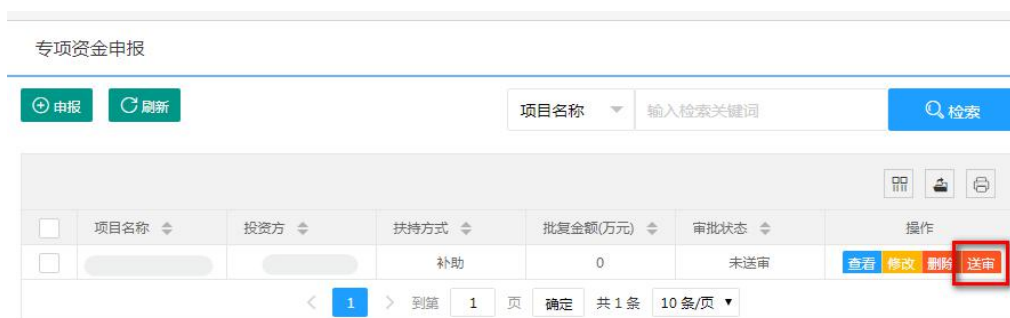 专项资金申报
申报 刷新 项目名称 输入检索关键词 检索
项目名称 投资方 扶持方式 批复金额(万元) 审批状态 操作
补助 0 未送审 查看 修改 删除 送审
1 到第 1 页 确定 共 1 条 10 条/页